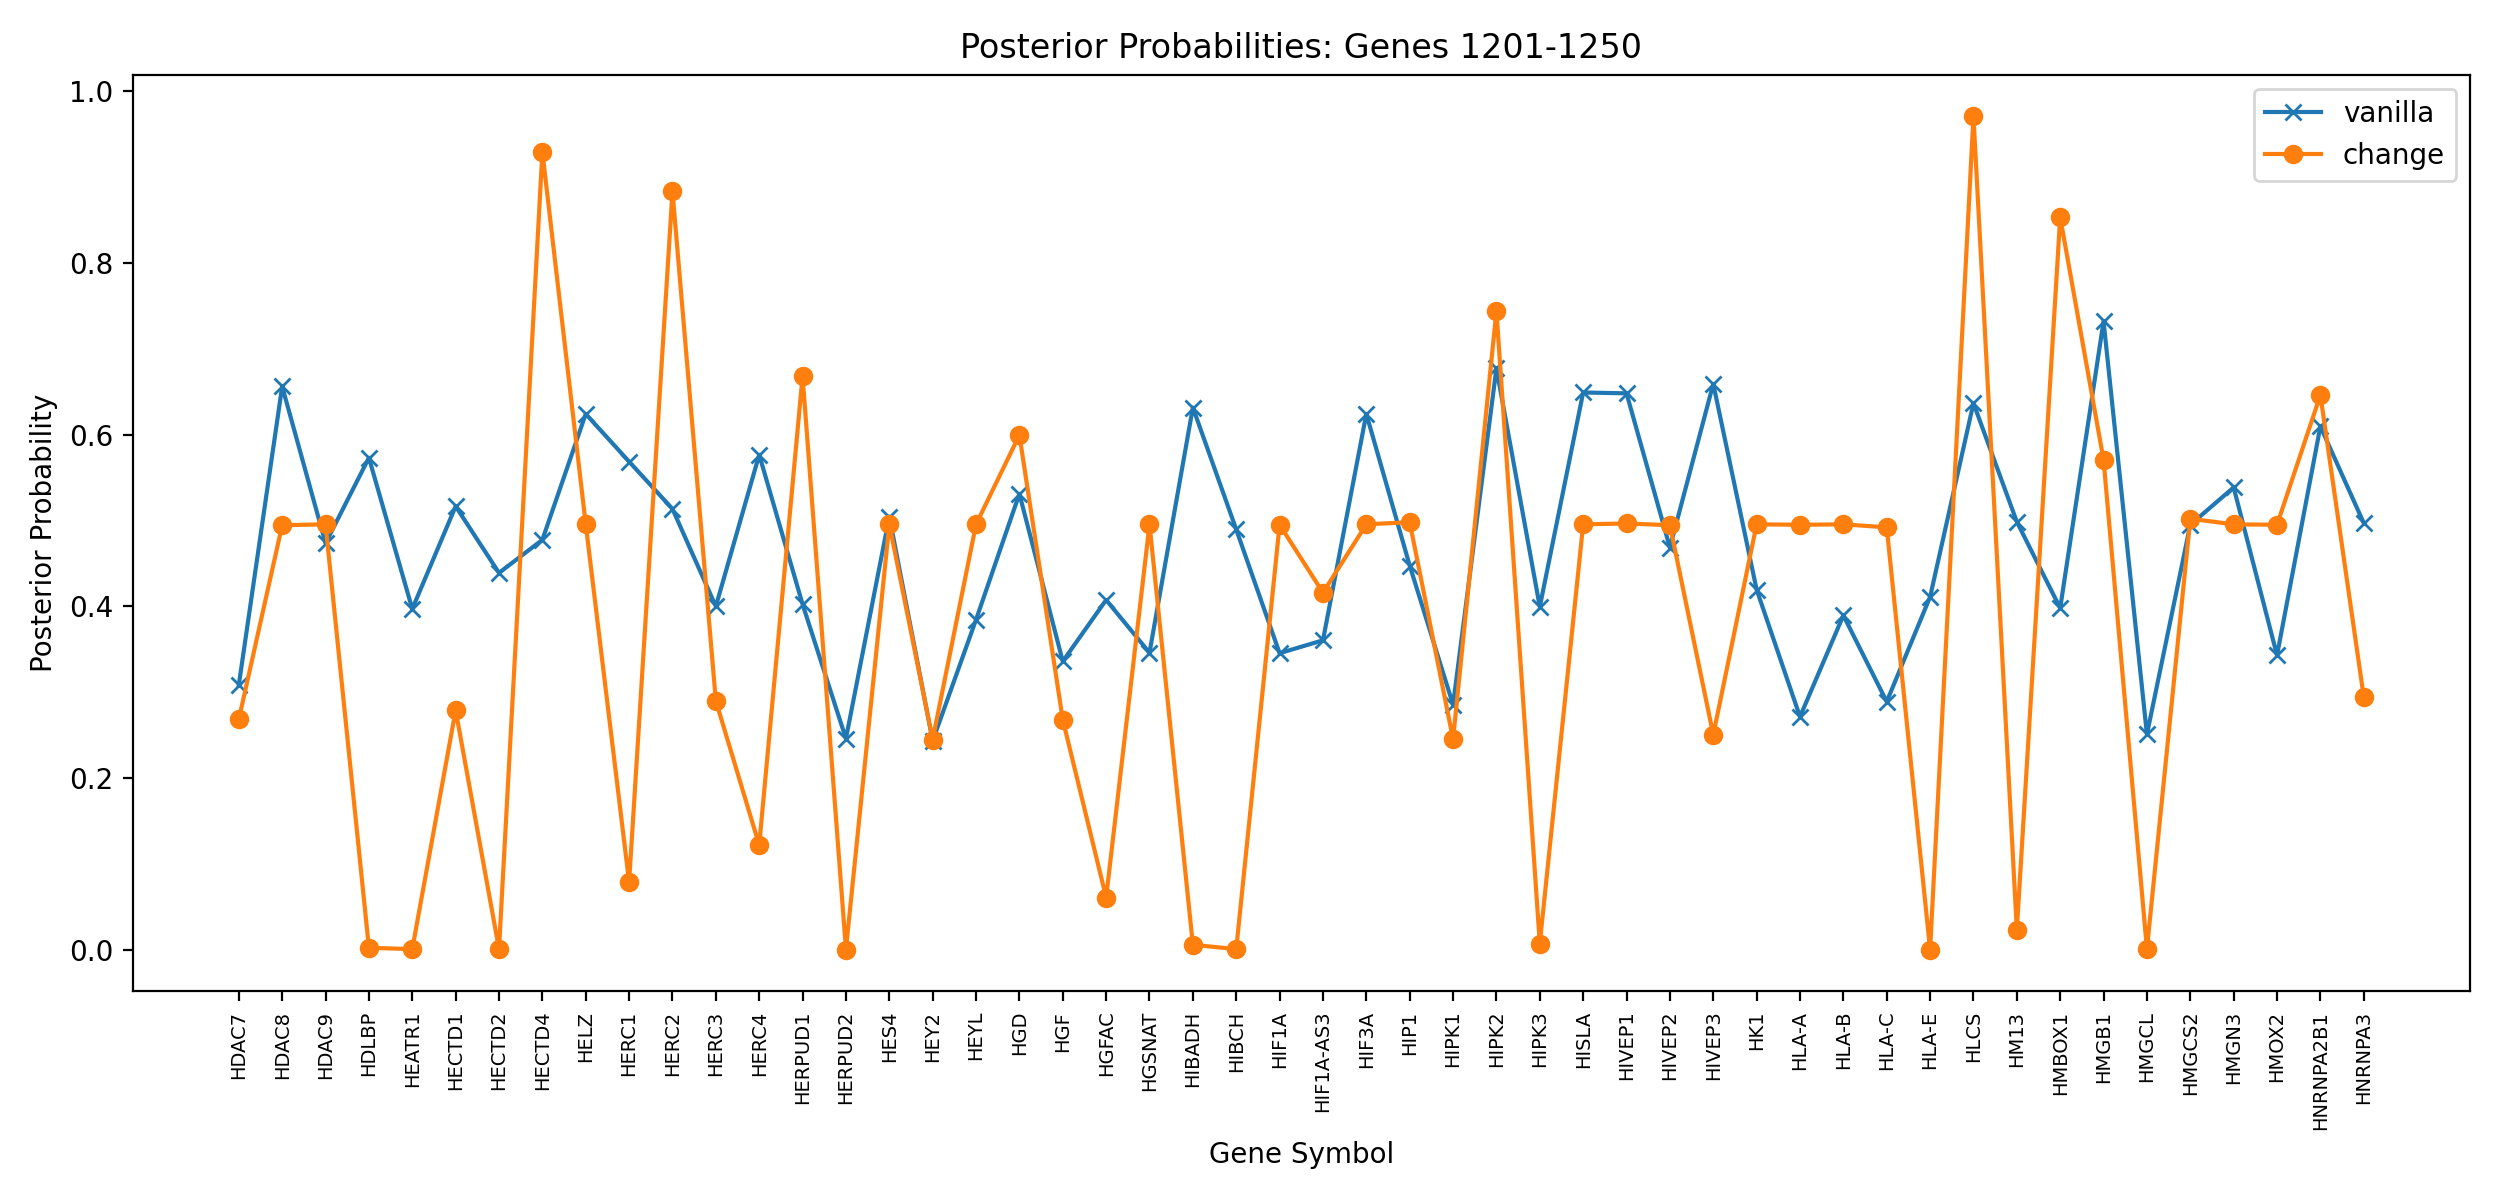 Posterior Probabilities: Genes 1201-1250
vanilla
change
Posterior Probability
1.0
0.8
0.6
0.4
0.2
0.0
HDAC7
HDAC8
HDAC9
HDLBP
HEATR1
HECTD1
HECTD2
HECTD4
HELZ
HERC1
HERC2
HERC3
HERC4
HERPUD1
HERPUD2
HES4
HEY2
HEYL
HGD
HGF
HGFAC
HGSNAT
HIBADH
HIBCH
HIF1A
HIF1A-AS3
HIF3A
HIP1
HIPK1
HIPK2
HIPK3
HISLA
HIVEP1
HIVEP2
HIVEP3
HK1
HLA-A
HLA-B
HLA-C
HLA-E
HLCS
HM13
HMBOX1
HMGB1
HMGCL
HMGCS2
HMGN3
HMOX2
HNRNPA2B1
HNRNPA3
Gene Symbol